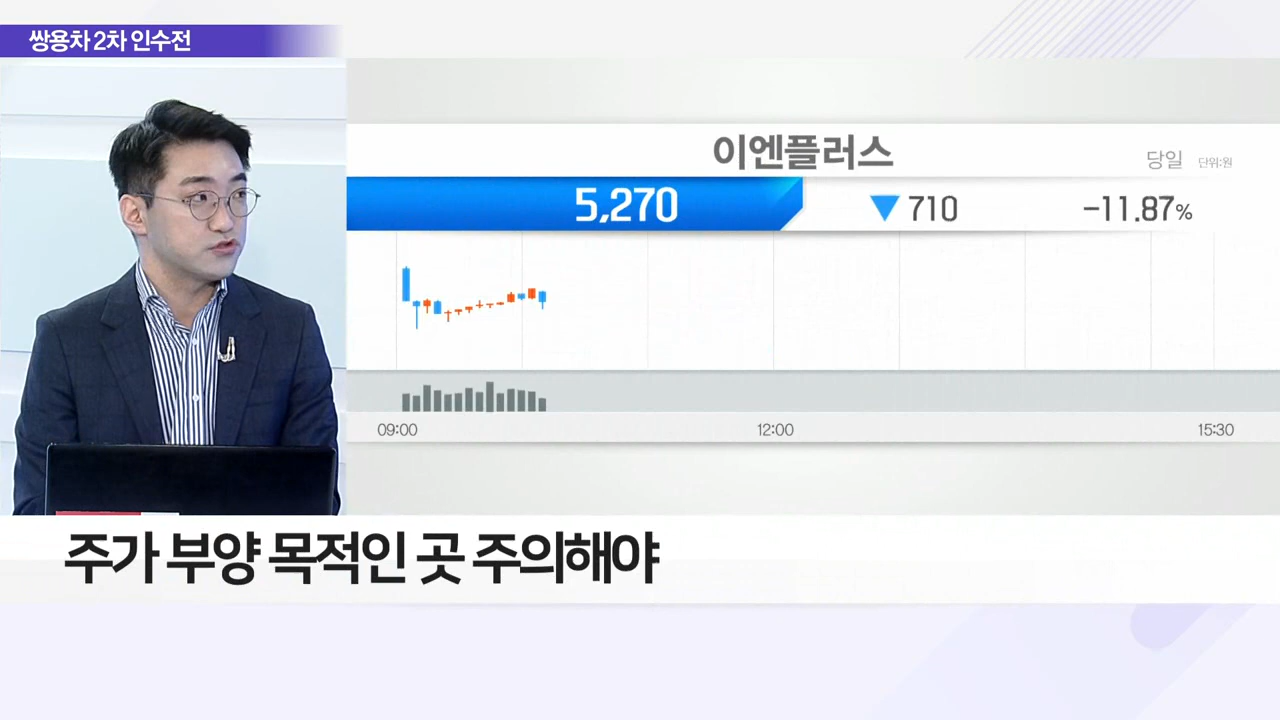 쌍용차 2차 인수전
이엔플러스
당일 단위:원
5,270 ▼ 710 -11.87%
09:00 12:00 15:30
주가 부양 목적인 곳 주의해야